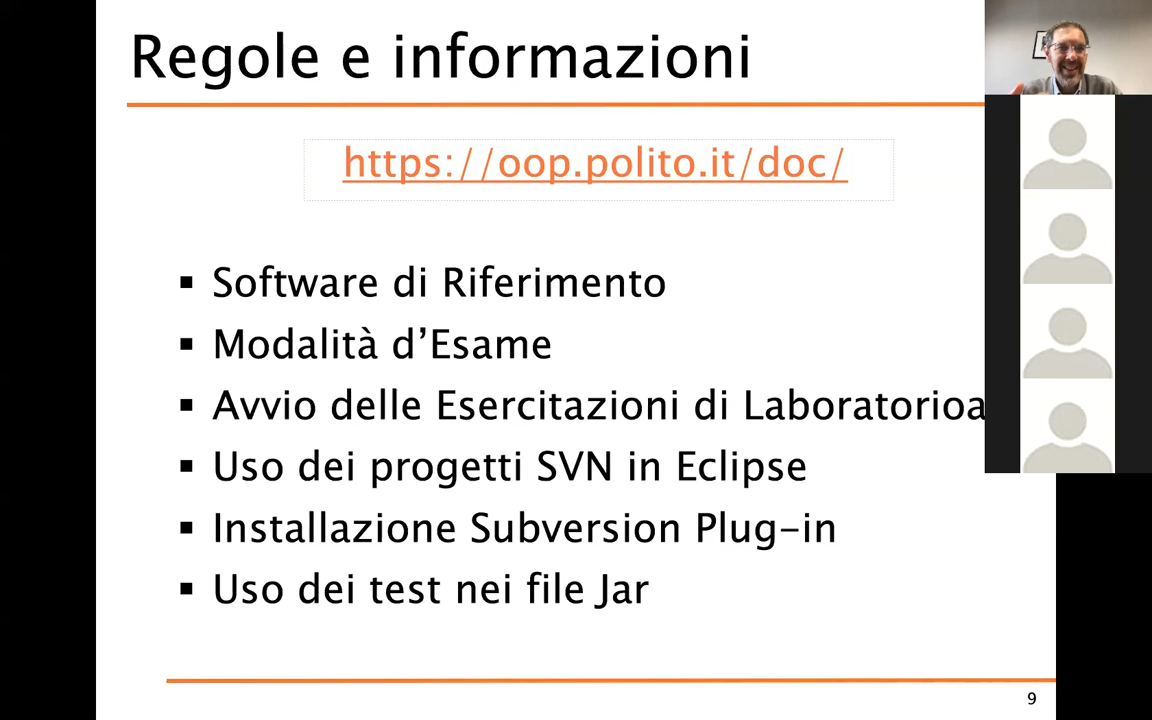 Regole e informazioni
https://oop.polito.it/doc/
▪ Software di Riferimento
▪ Modalità d’Esame
▪ Avvio delle Esercitazioni di Laboratorioa
▪ Uso dei progetti SVN in Eclipse
▪ Installazione Subversion Plug-in
▪ Uso dei test nei file Jar
9